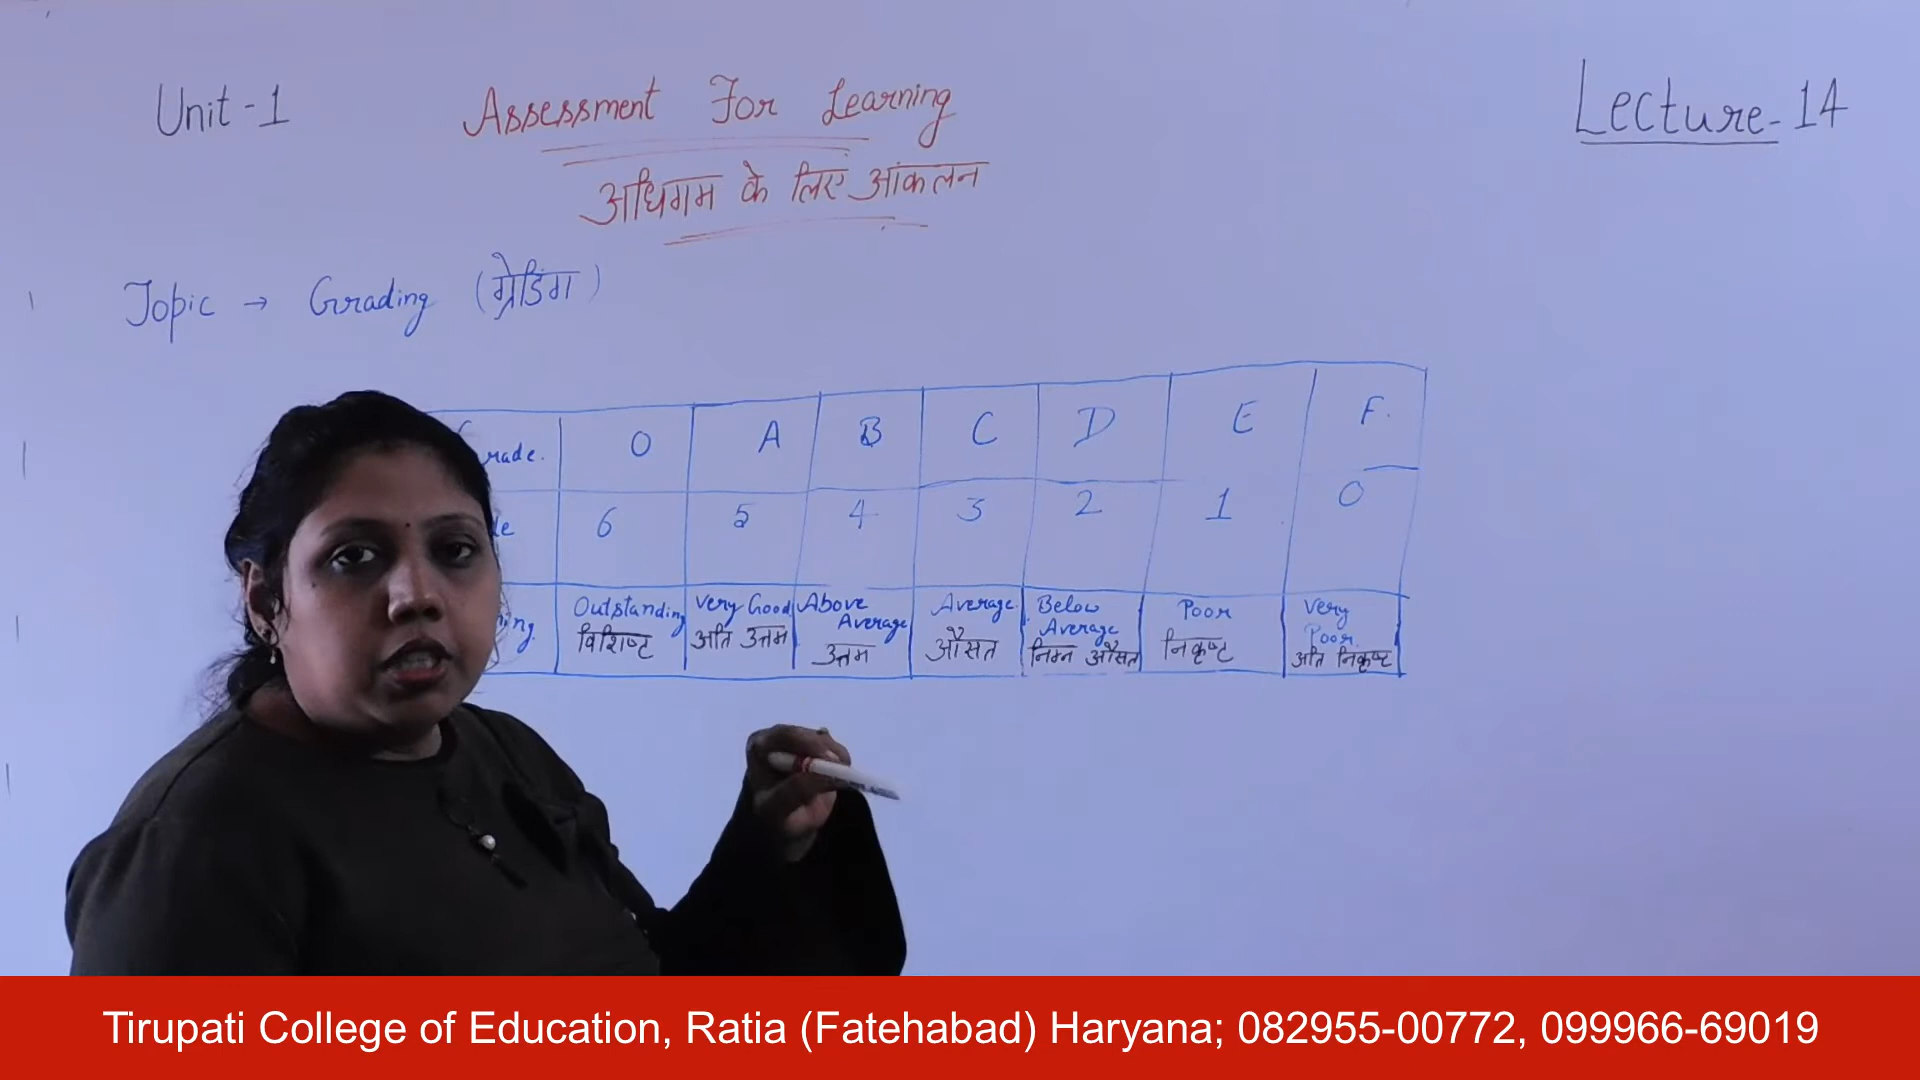 Unit-1 Assessment For Learning Lecture-14
अधिगम के लिए आंकलन
Topic → Grading (ग्रेडिंग)
Grade. O A B C D E F.
6 5 4 3 2 1 0
Outstanding Very Good Above Average Average Below Average Poor Very Poor
विशिष्ट अति उत्तम उत्तम औसत निम्न औसत निकृष्ट अति निकृष्ट
Tirupati College of Education, Ratia (Fatehabad) Haryana; 082955-00772, 099966-69019